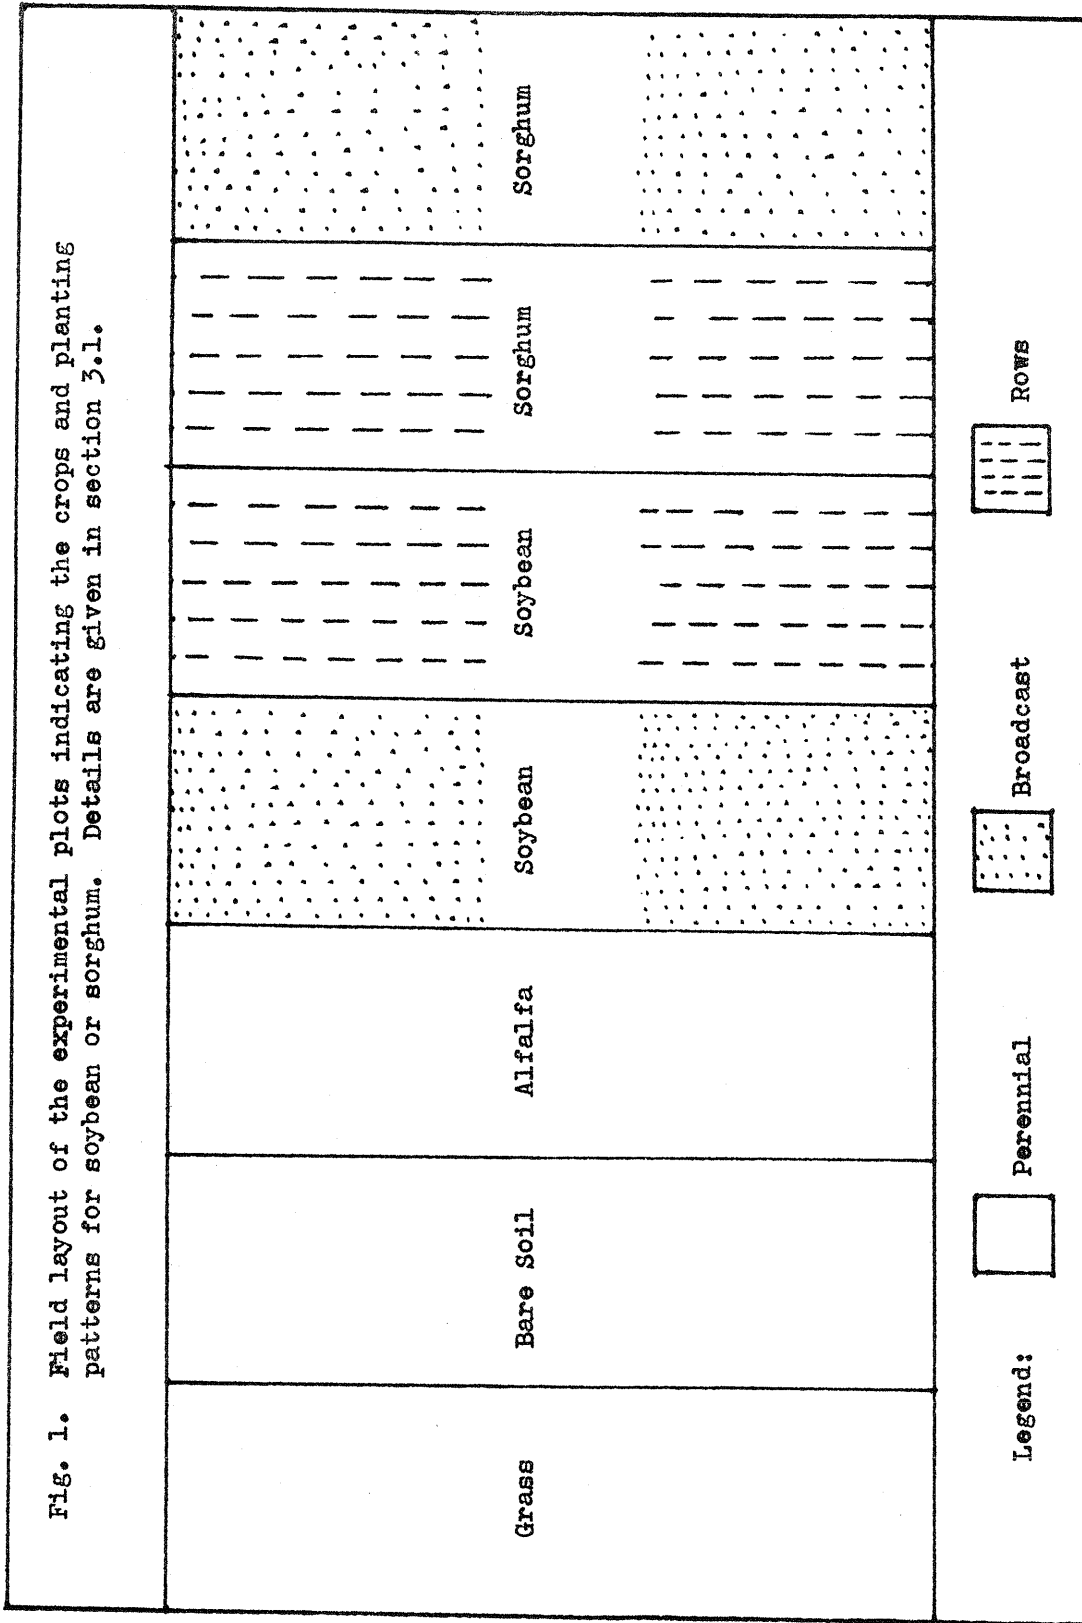 Fig. 1. Field layout of the experimental plots indicating the crops and planting
patterns for soybean or sorghum. Details are given in section 3.1.
Grass
Bare Soil
Alfalfa
Soybean
Soybean
Sorghum
Sorghum
Legend:
Perennial
Broadcast
Rows